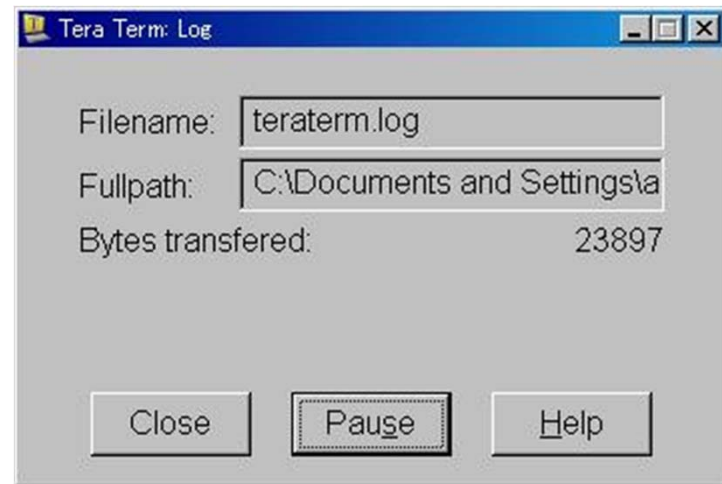 Tera Term: Log
Filename: teraterm.log
Fullpath: C:\Documents and Settings\a
Bytes transfered: 23897
Close Pause Help